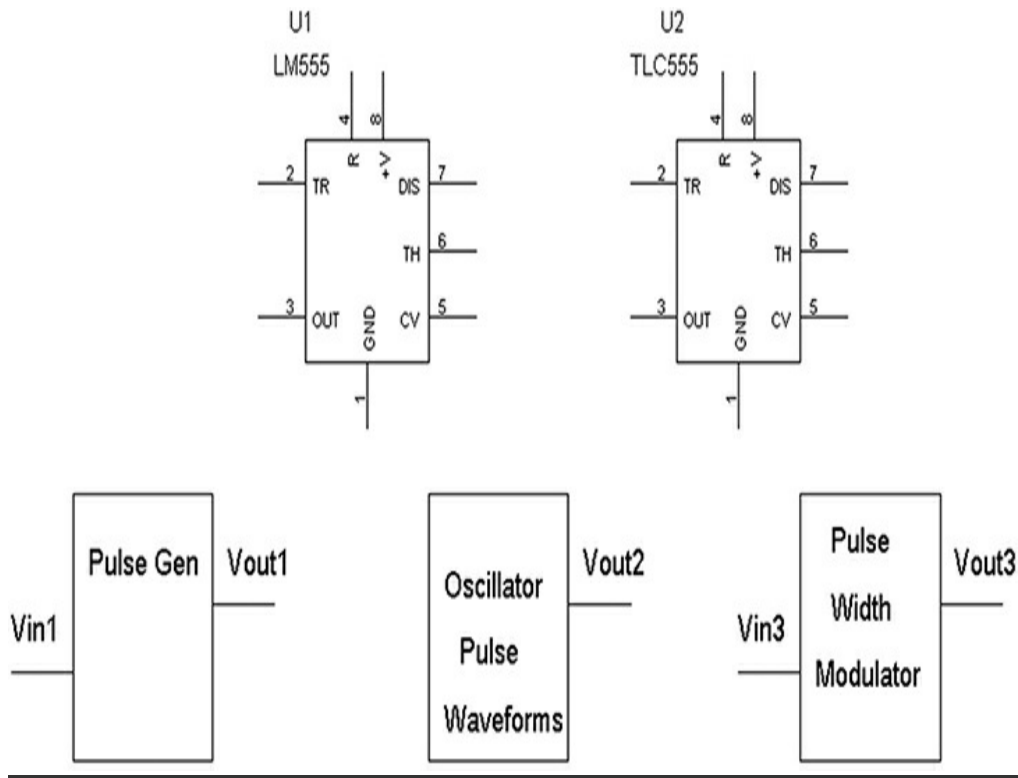 U1
LM555
4
8
R
+V
2
TR
DIS
7
TH
6
3
OUT
GND
CV
5
1
U2
TLC555
4
8
R
+V
2
TR
DIS
7
TH
6
3
OUT
GND
CV
5
1
Pulse Gen
Vin1
Vout1
Oscillator
Pulse
Waveforms
Vout2
Pulse
Width
Modulator
Vin3
Vout3